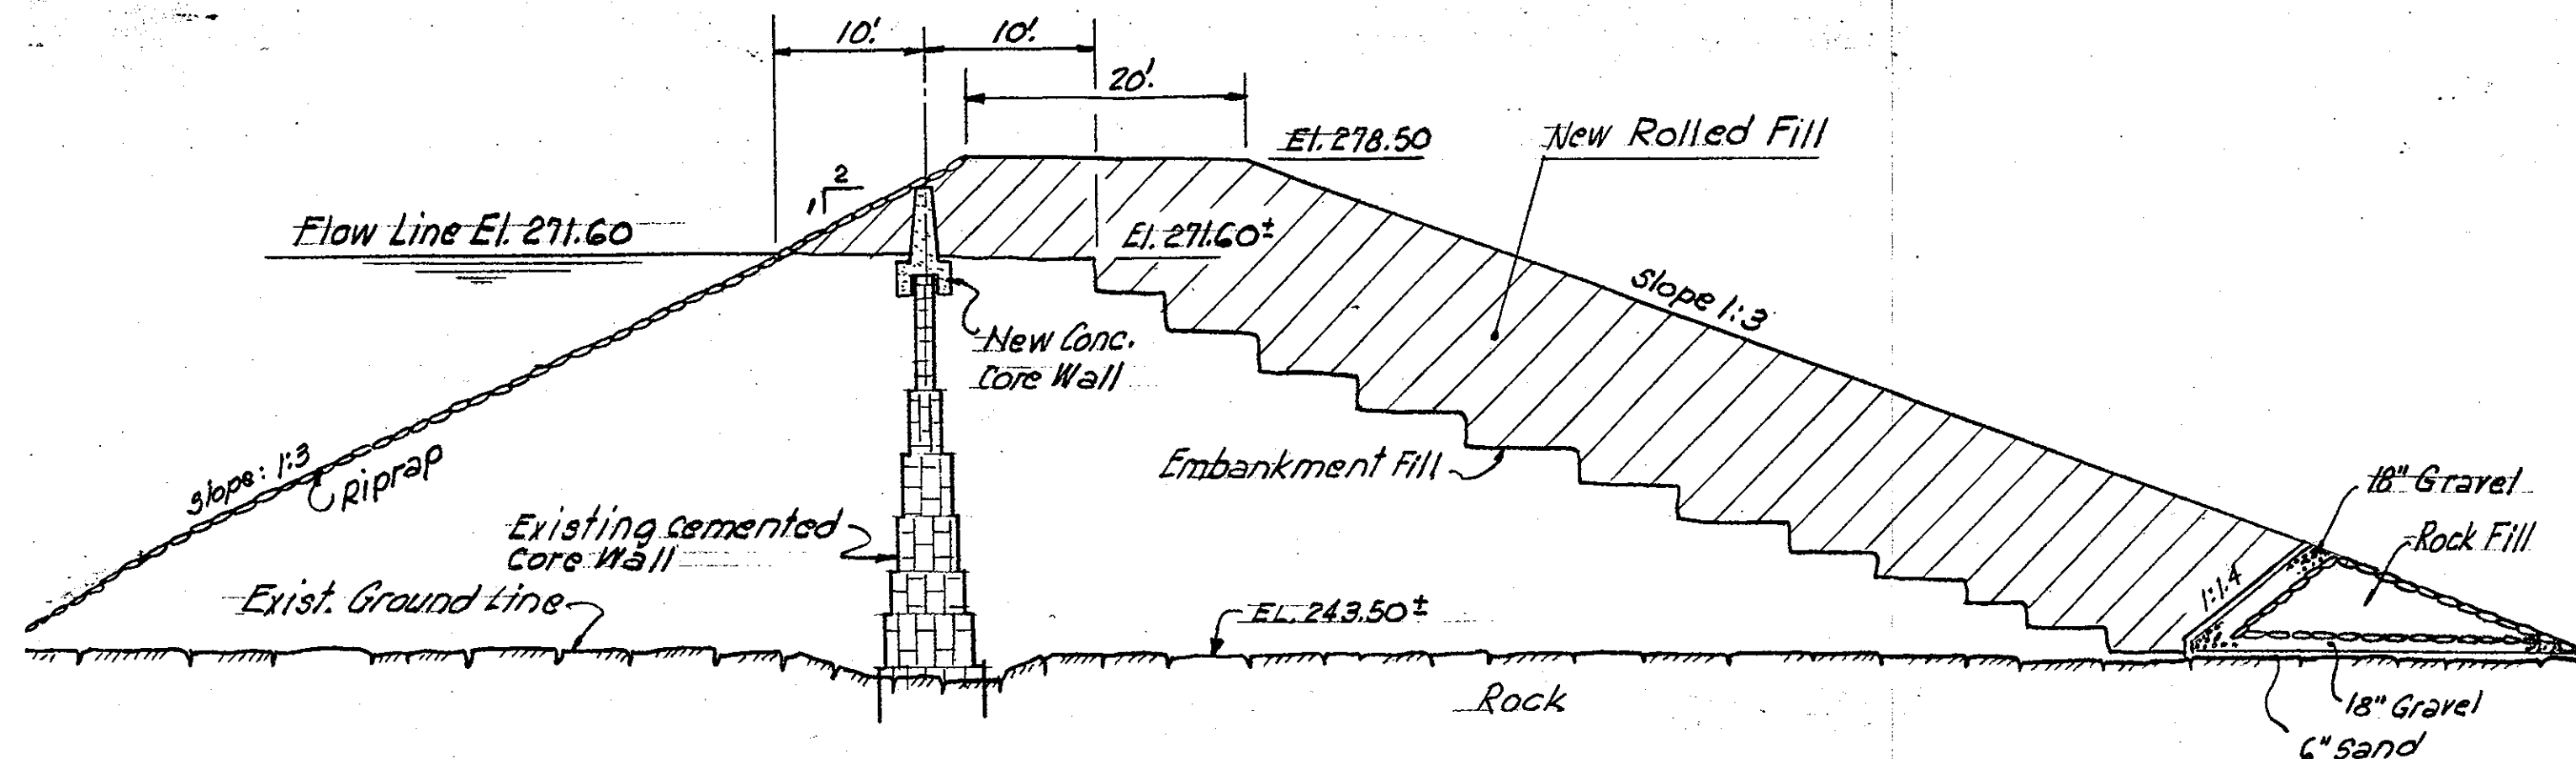 10'.
10'.
20'.
El. 278.50
New Rolled Fill
2
1
Flow Line El. 271.60
El. 271.60±
Slope 1:3
New Conc.
Core Wall
Embankment Fill
18" Gravel
Slope: 1:3
Riprap
Existing cemented
Core Wall
Rock Fill
1:1.4
Exist. Ground Line
EL. 243.50±
Rock
18" Gravel
6" Sand